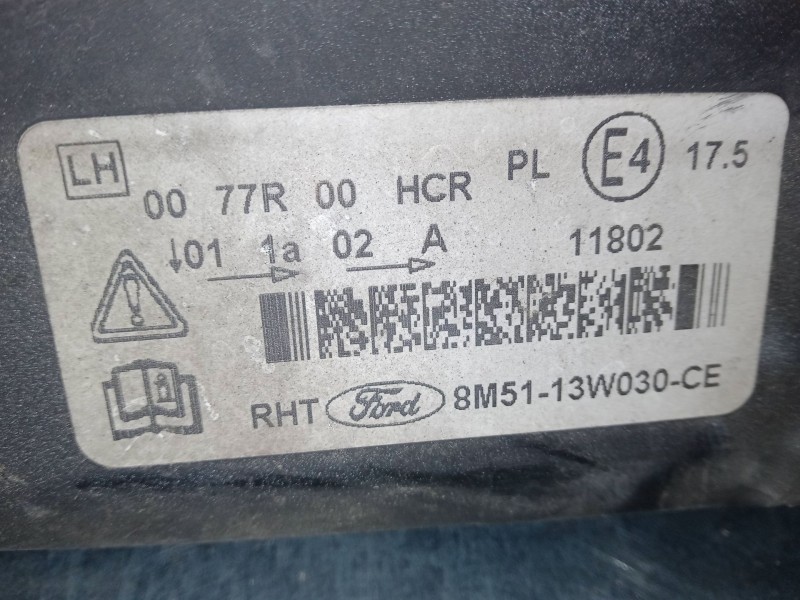 LH 00 77R 00 HCR PL E4 17.5
↓01 1a 02 A 11802
RHT Ford 8M51-13W030-CE